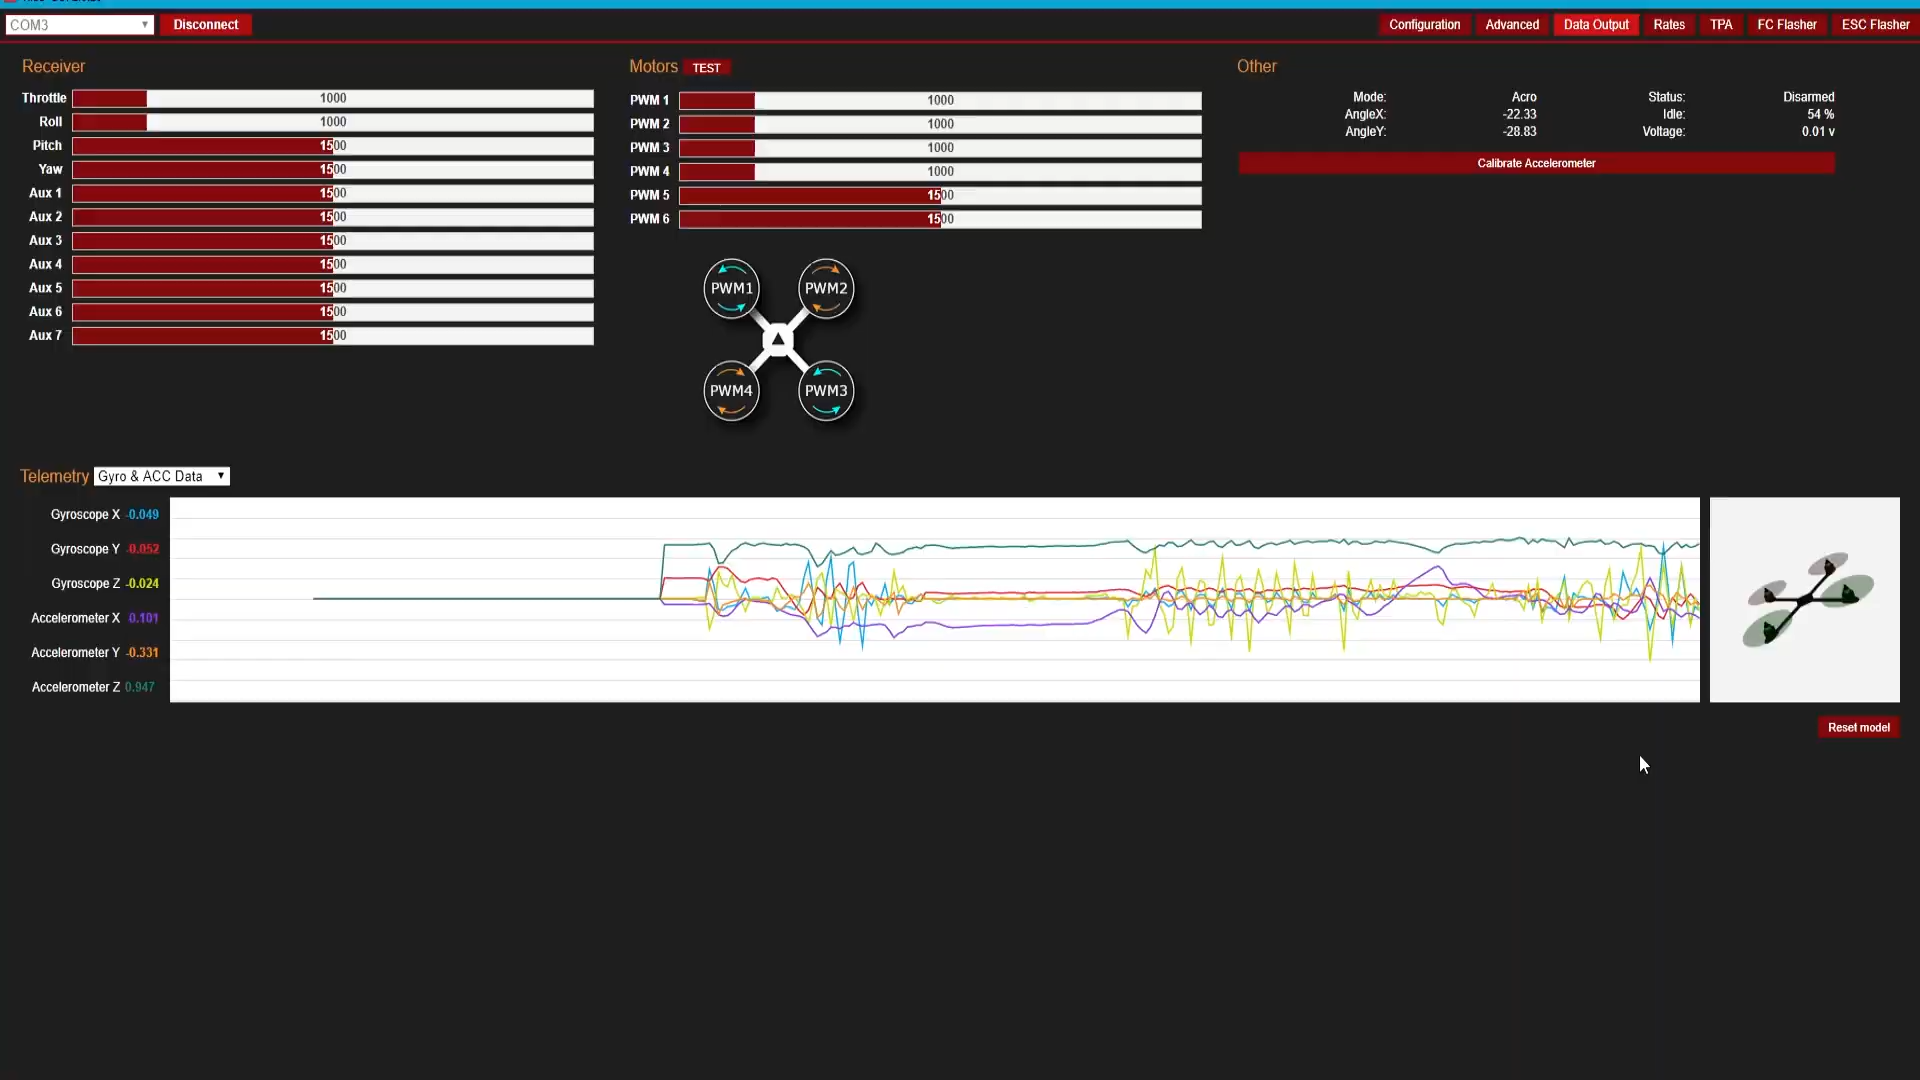 COM3 Disconnect Configuration Advanced Data Output Rates TPA FC Flasher ESC Flasher
Receiver
Throttle 1000
Roll 1000
Pitch 1500
Yaw 1500
Aux 1 1500
Aux 2 1500
Aux 3 1500
Aux 4 1500
Aux 5 1500
Aux 6 1500
Aux 7 1500
Motors TEST
PWM 1 1000
PWM 2 1000
PWM 3 1000
PWM 4 1000
PWM 5 1500
PWM 6 1500
PWM1 PWM2
PWM4 PWM3
Other
Mode: Acro Status: Disarmed
AngleX: -22.33 Idle: 54 %
AngleY: -28.83 Voltage: 0.01 v
Calibrate Accelerometer
Telemetry Gyro & ACC Data
Gyroscope X -0.049
Gyroscope Y -0.052
Gyroscope Z -0.024
Accelerometer X 0.101
Accelerometer Y -0.331
Accelerometer Z 0.947
Reset model